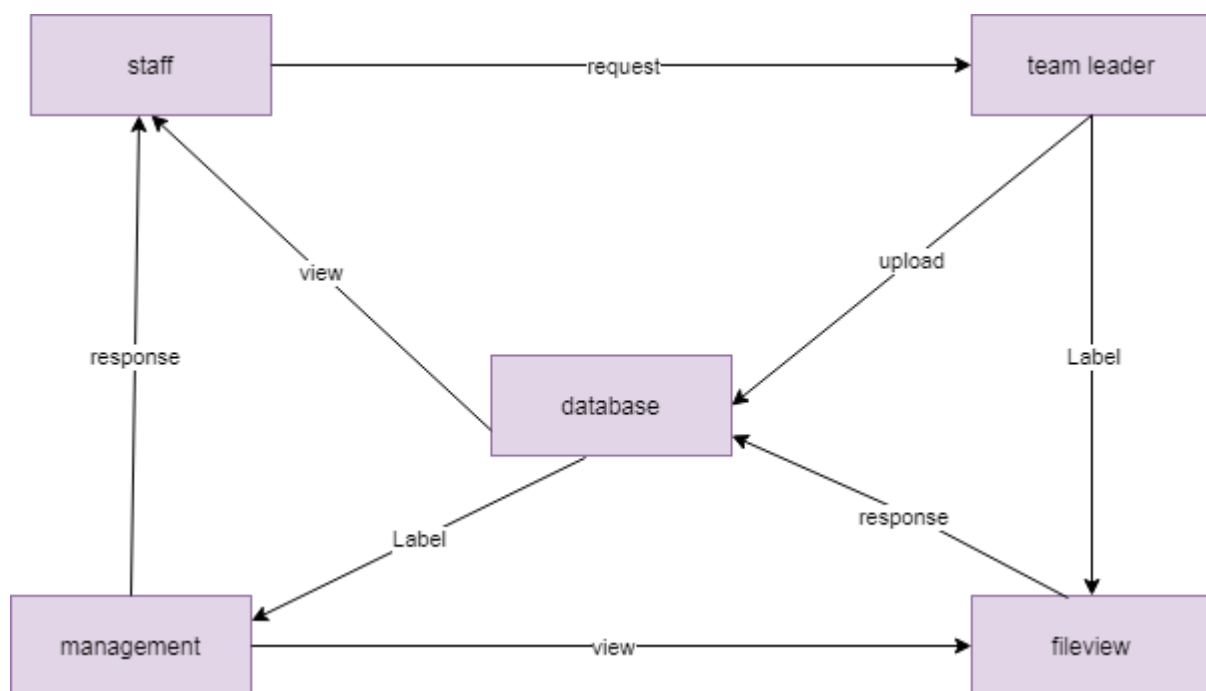 staff
request
team leader
view
upload
response
Label
database
response
Label
management
view
fileview